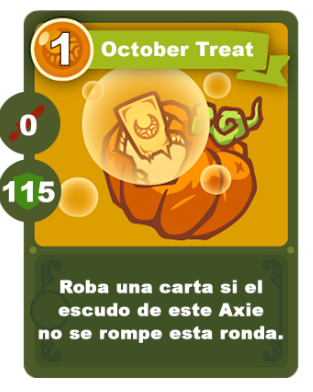 1
October Treat
0
115
Roba una carta si el
escudo de este Axie
no se rompe esta ronda.